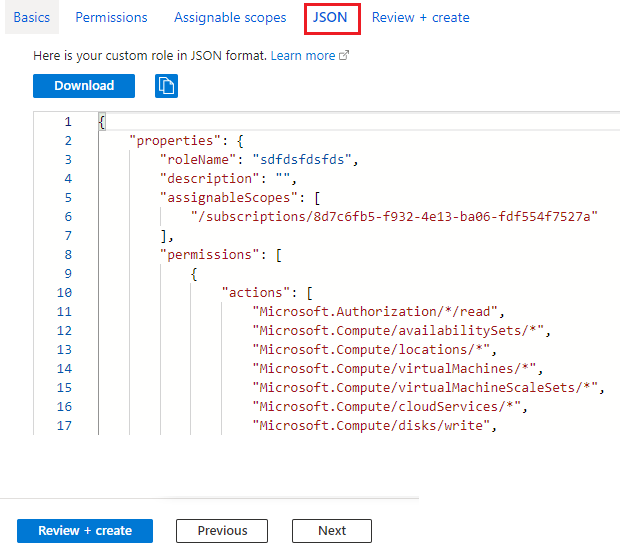 Basics Permissions Assignable scopes JSON Review + create
Here is your custom role in JSON format. Learn more
Download
1 {
2 "properties": {
3 "roleName": "sdfdsfdsfds",
4 "description": "",
5 "assignableScopes": [
6 "/subscriptions/8d7c6fb5-f932-4e13-ba06-fdf554f7527a"
7 ],
8 "permissions": [
9 {
10 "actions": [
11 "Microsoft.Authorization/*/read",
12 "Microsoft.Compute/availabilitySets/*",
13 "Microsoft.Compute/locations/*",
14 "Microsoft.Compute/virtualMachines/*",
15 "Microsoft.Compute/virtualMachineScaleSets/*",
16 "Microsoft.Compute/cloudServices/*",
17 "Microsoft.Compute/disks/write",
Review + create Previous Next